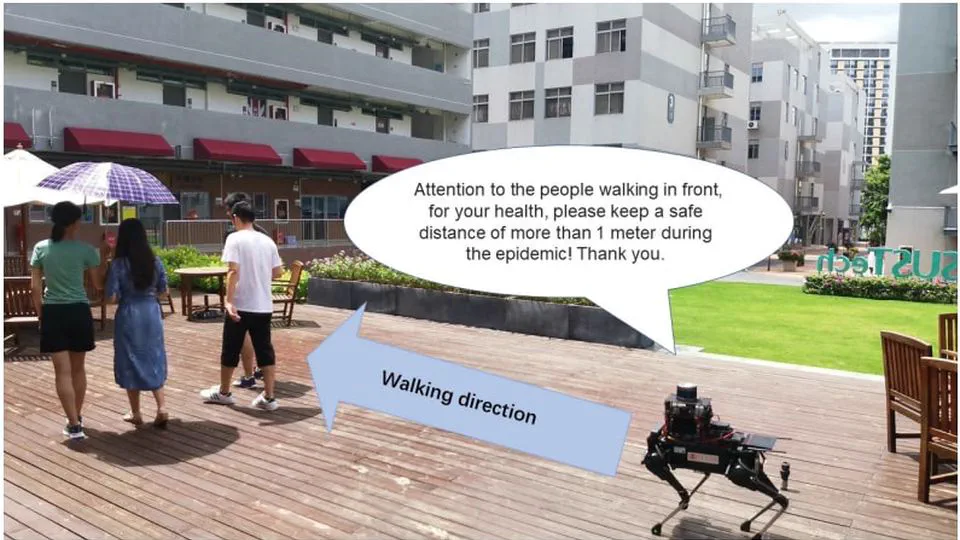 Attention to the people walking in front,
for your health, please keep a safe
distance of more than 1 meter during
the epidemic! Thank you.
SUSTech
Walking direction